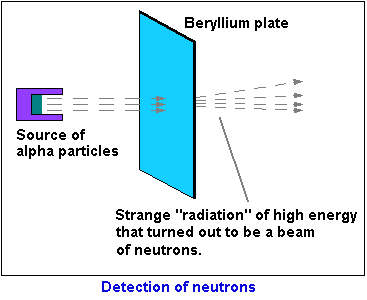 Beryllium plate
Source of
alpha particles
Strange "radiation" of high energy
that turned out to be a beam
of neutrons.
Detection of neutrons